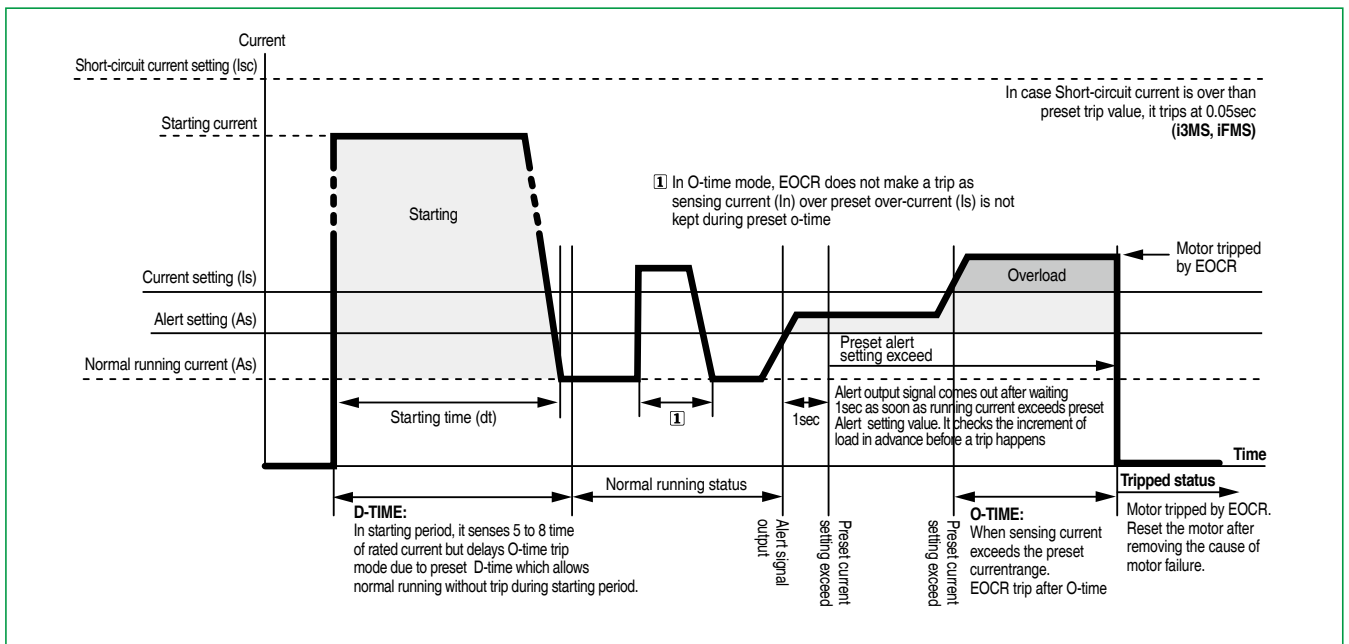 Current
Short-circuit current setting (Isc)
In case Short-circuit current is over than
preset trip value, it trips at 0.05sec
(i3MS, iFMS)
Starting current
1 In O-time mode, EOCR does not make a trip as
sensing current (In) over preset over-current (Is) is not
kept during preset o-time
Starting
Motor tripped
by EOCR
Current setting (Is)
Overload
Alert setting (As)
Preset alert
setting exceed
Normal running current (As)
Starting time (dt)
1
1sec
Alert output signal comes out after waiting
1sec as soon as running current exceeds preset
Alert setting value. It checks the increment of
load in advance before a trip happens
Time
Normal running status
Tripped status
D-TIME:
In starting period, it senses 5 to 8 time
of rated current but delays O-time trip
mode due to preset D-time which allows
normal running without trip during starting period.
Alert signal
output
Preset current
setting exceed
Preset current
setting exceed
O-TIME:
When sensing current
exceeds the preset
currentrange.
EOCR trip after O-time
Motor tripped by EOCR.
Reset the motor after
removing the cause of
motor failure.